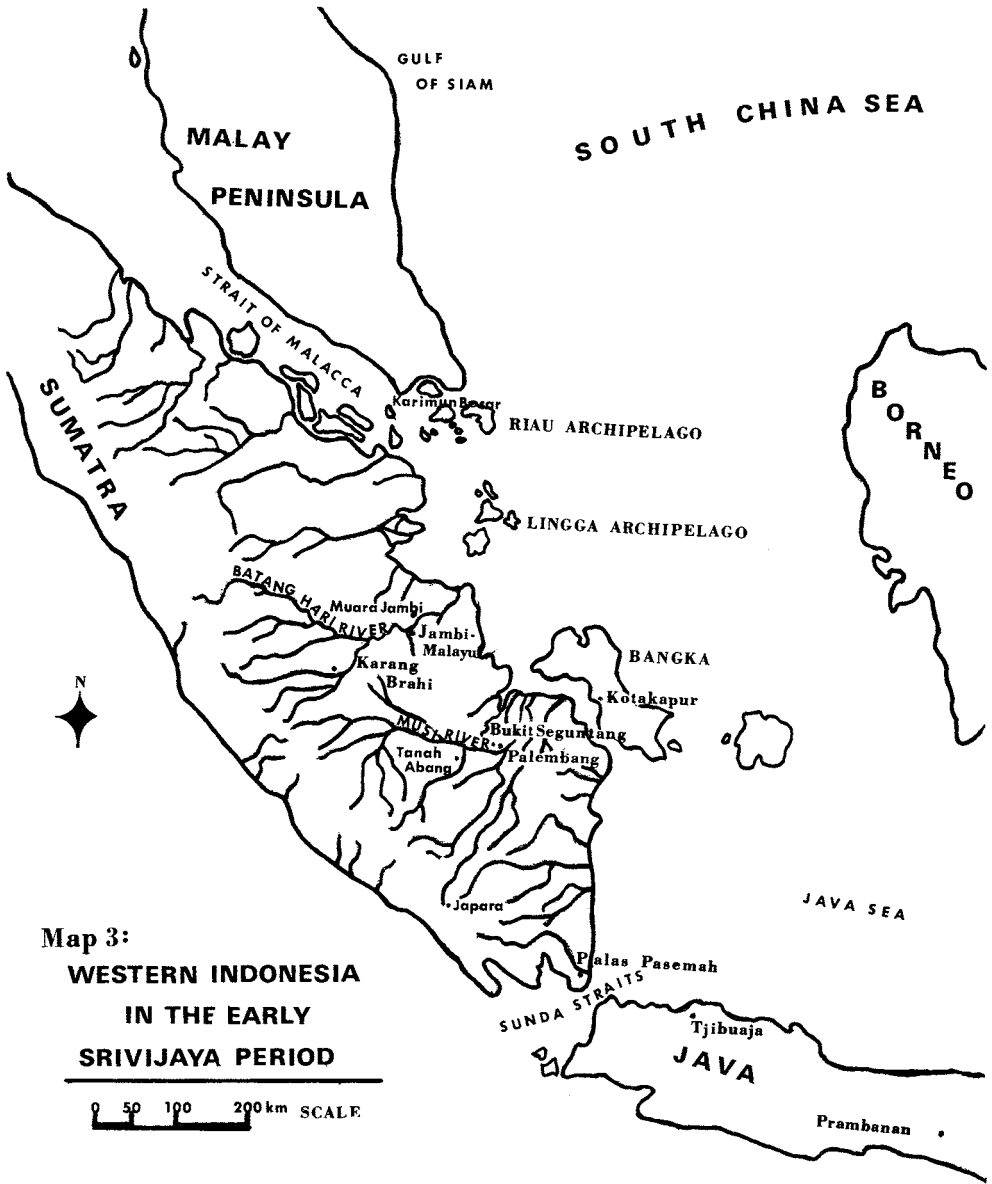 GULF
OF SIAM
SOUTH CHINA SEA
MALAY
PENINSULA
STRAIT OF MALACCA
SUMATRA
Karimun Besar
RIAU ARCHIPELAGO
BORNEO
LINGGA ARCHIPELAGO
BATANG HARI RIVER
Muara Jambi
Jambi-
Malayu
BANGKA
Karang
Brahi
Kotakapur
N
MUSI RIVER
Bukit Seguntang
Tanah
Abang
Palembang
Japara
JAVA SEA
Map 3:
WESTERN INDONESIA
IN THE EARLY
SRIVIJAYA PERIOD
Palas Pasemah
SUNDA STRAITS
Tjibuaja
JAVA
0 50 100 200 km SCALE
Prambanan